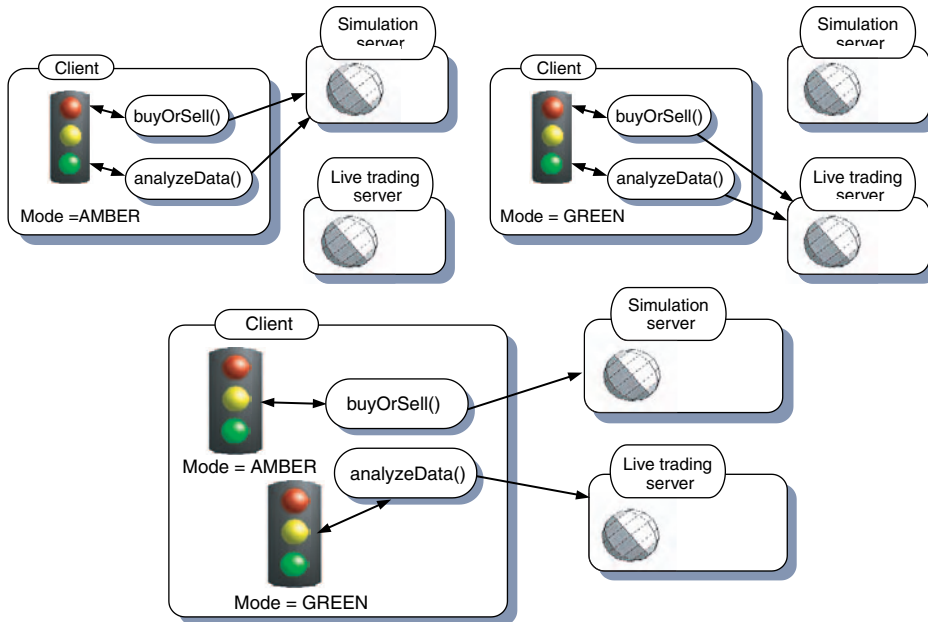 Simulation
server
Client
buyOrSell()
analyzeData()
Mode =AMBER
Live trading
server
Simulation
server
Client
buyOrSell()
analyzeData()
Mode = GREEN
Live trading
server
Client
Simulation
server
buyOrSell()
Mode = AMBER
analyzeData()
Live trading
server
Mode = GREEN